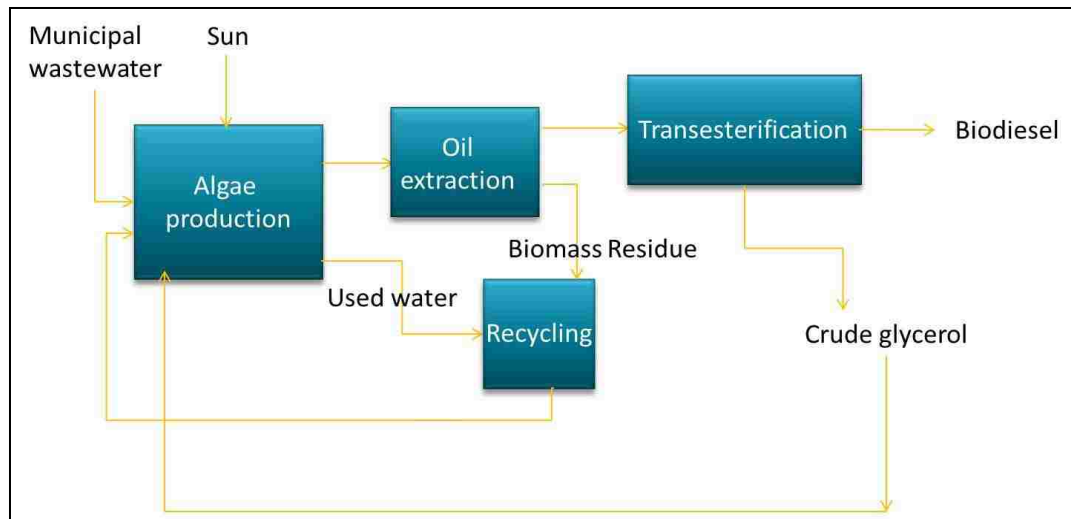 Municipal
wastewater
Sun
Algae
production
Oil
extraction
Transesterification
Biodiesel
Biomass Residue
Used water
Recycling
Crude glycerol